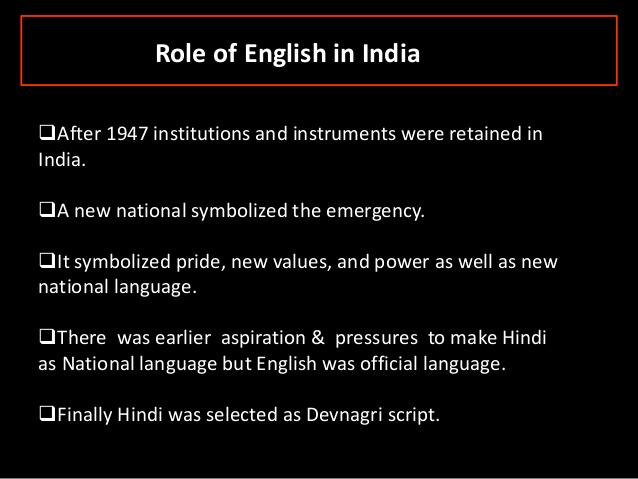 Role of English in India
❑After 1947 institutions and instruments were retained in
India.
❑A new national symbolized the emergency.
❑It symbolized pride, new values, and power as well as new
national language.
❑There was earlier aspiration & pressures to make Hindi
as National language but English was official language.
❑Finally Hindi was selected as Devnagri script.